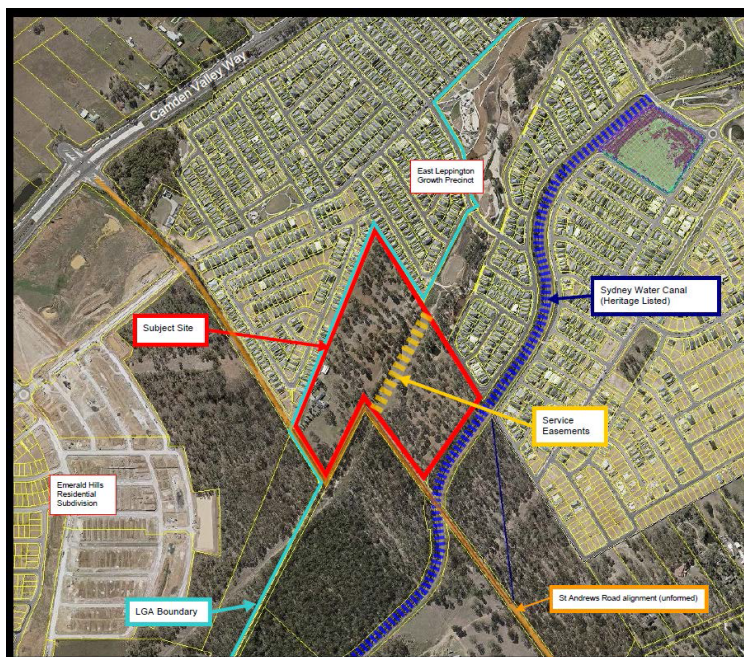 Camden Valley Way
East Leppington
Growth Precinct
Sydney Water Canal
(Heritage Listed)
Subject Site
Service
Easements
Emerald Hills
Residential
Subdivision
LGA Boundary
St Andrews Road alignment (unformed)